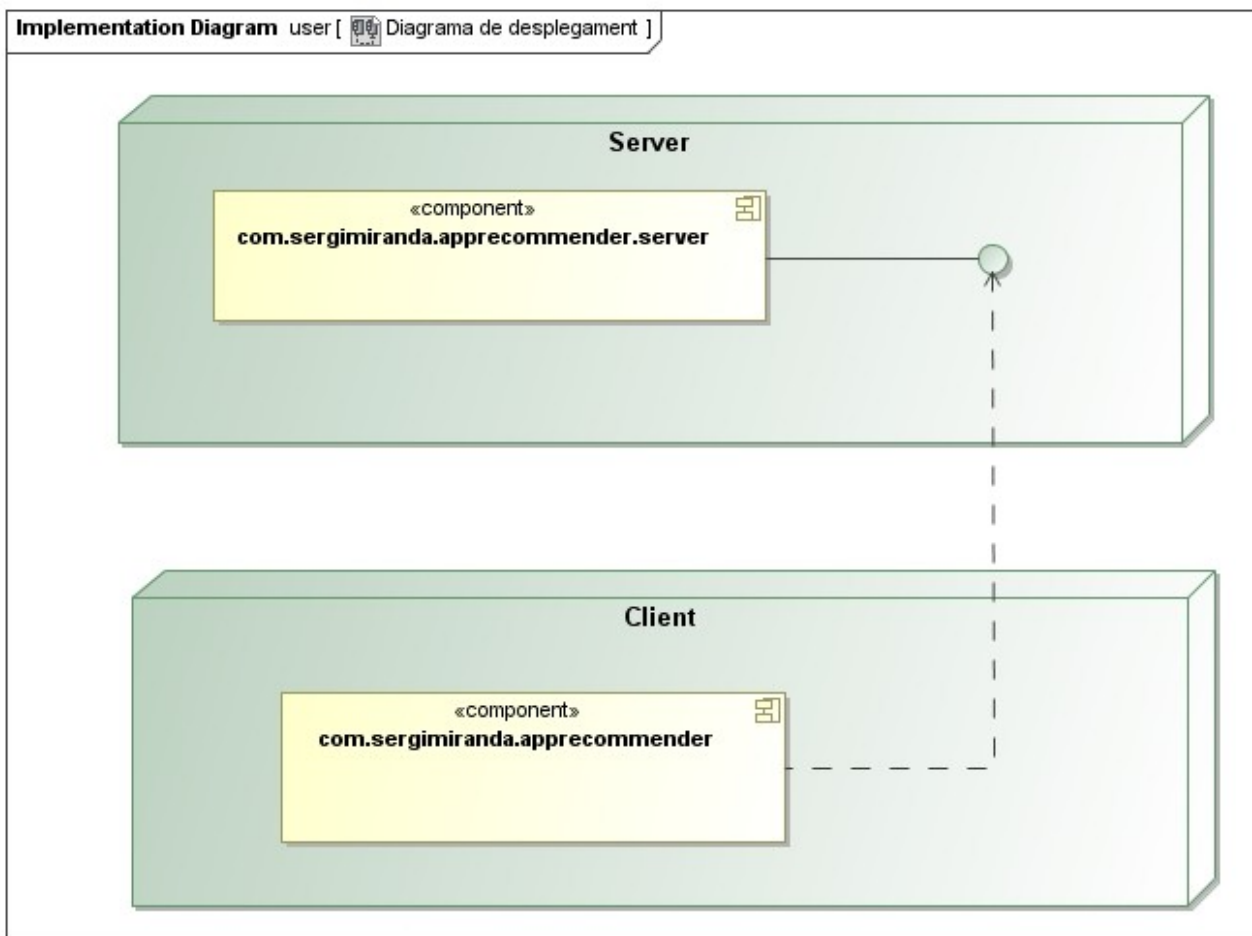 Implementation Diagram user [ Diagrama de desplegament ]
Server
«component»
com.sergimiranda.apprecommender.server
Client
«component»
com.sergimiranda.apprecommender